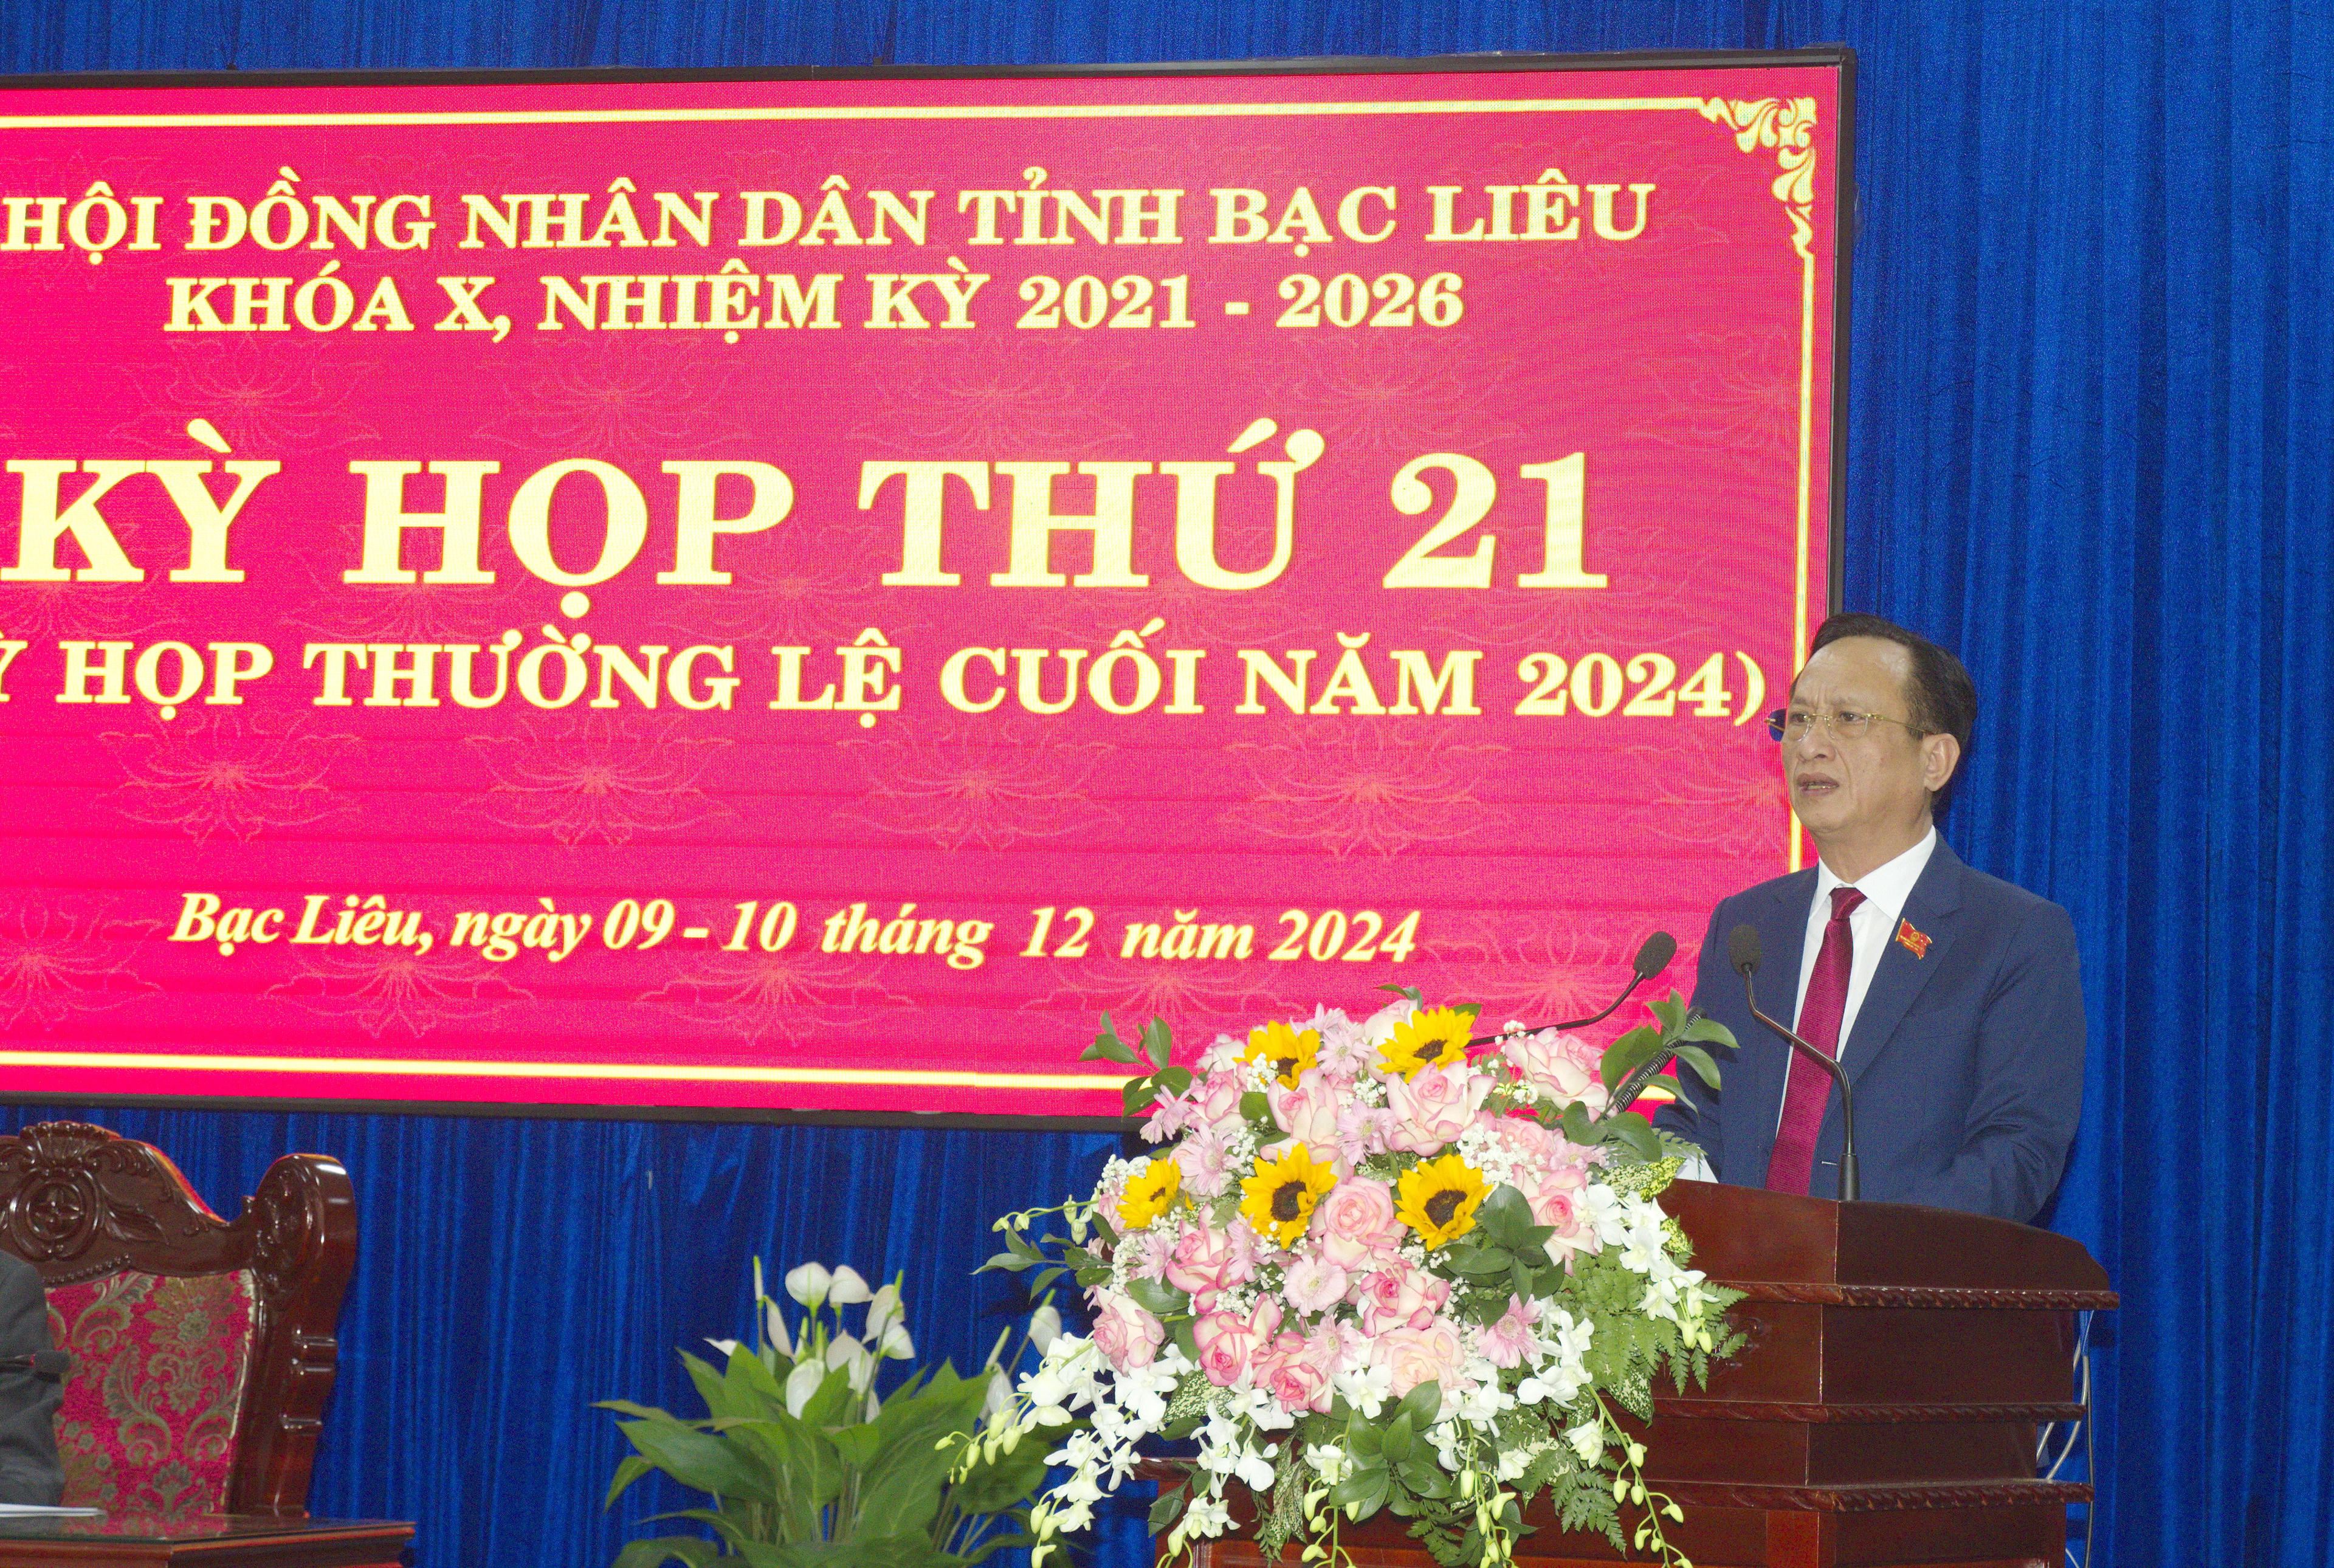 HỘI ĐỒNG NHÂN DÂN TỈNH BẠC LIÊU
KHÓA X, NHIỆM KỲ 2021 - 2026
KỲ HỌP THỨ 21
HỌP THƯỜNG LỆ CUỐI NĂM 2024)
Bạc Liêu, ngày 09 - 10 tháng 12 năm 2024